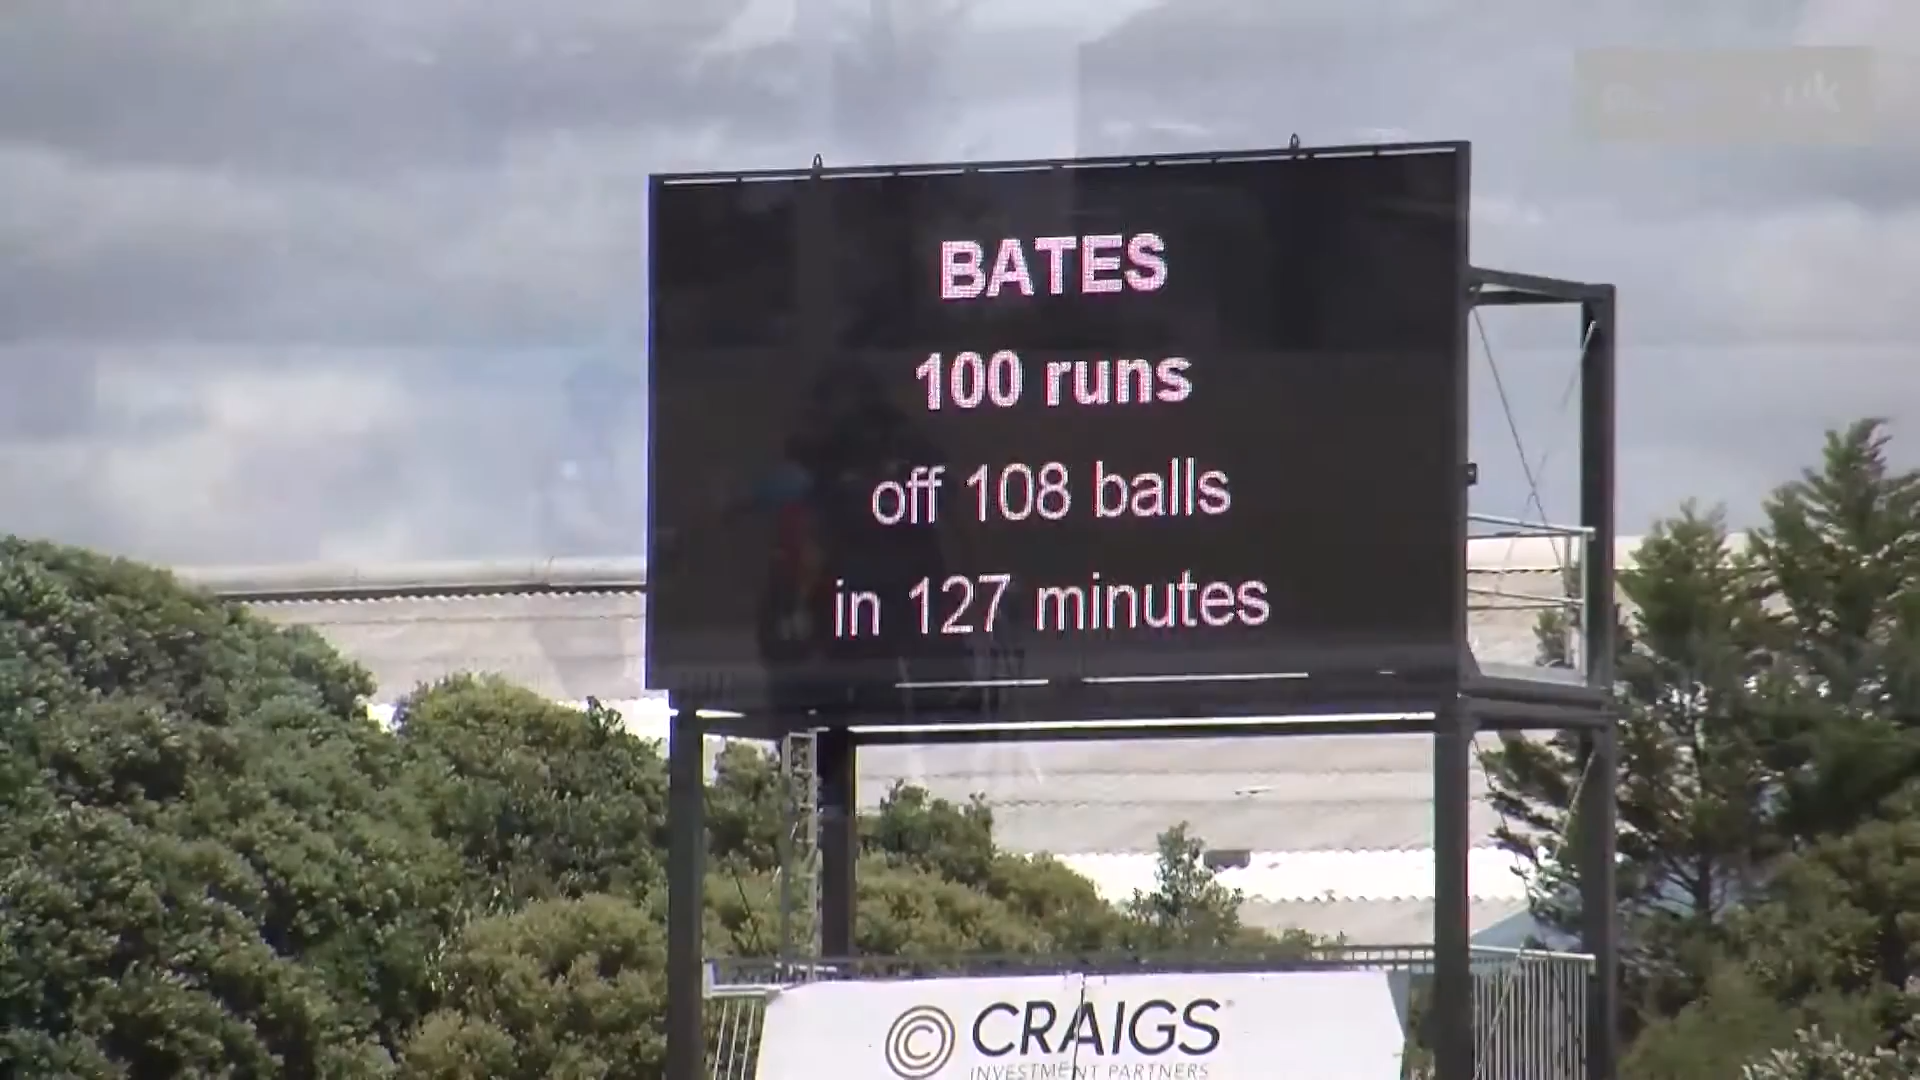 BATES
100 runs
off 108 balls
in 127 minutes
CRAIGS
INVESTMENT PARTNERS